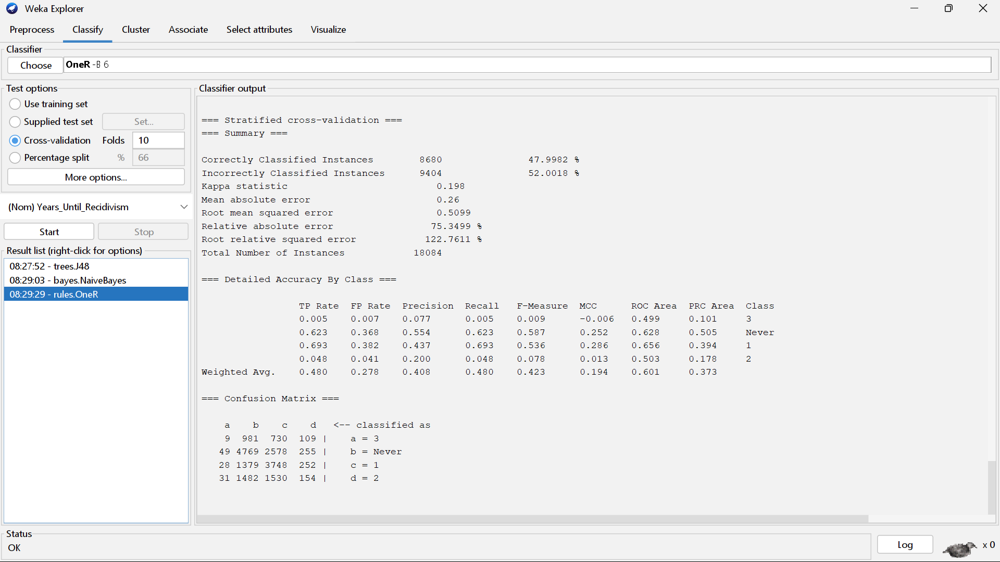 Weka Explorer
Preprocess Classify Cluster Associate Select attributes Visualize
Classifier
Choose OneR -B 6
Test options
Use training set
Supplied test set Set...
Cross-validation Folds 10
Percentage split % 66
More options...
(Nom) Years_Until_Recidivism
Start Stop
Result list (right-click for options)
08:27:52 - trees.J48
08:29:03 - bayes.NaiveBayes
08:29:29 - rules.OneR
Classifier output
=== Stratified cross-validation ===
=== Summary ===
Correctly Classified Instances 8680 47.9982 %
Incorrectly Classified Instances 9404 52.0018 %
Kappa statistic 0.198
Mean absolute error 0.26
Root mean squared error 0.5099
Relative absolute error 75.3499 %
Root relative squared error 122.7611 %
Total Number of Instances 18084
=== Detailed Accuracy By Class ===
TP Rate FP Rate Precision Recall F-Measure MCC ROC Area PRC Area Class
0.005 0.007 0.077 0.005 0.009 -0.006 0.499 0.101 3
0.623 0.368 0.554 0.623 0.587 0.252 0.628 0.505 Never
0.693 0.382 0.437 0.693 0.536 0.286 0.656 0.394 1
0.048 0.041 0.200 0.048 0.078 0.013 0.503 0.178 2
Weighted Avg. 0.480 0.278 0.408 0.480 0.423 0.194 0.601 0.373
=== Confusion Matrix ===
a b c d <-- classified as
9 981 730 109 | a = 3
49 4769 2578 255 | b = Never
28 1379 3748 252 | c = 1
31 1482 1530 154 | d = 2
Status
OK
Log x 0